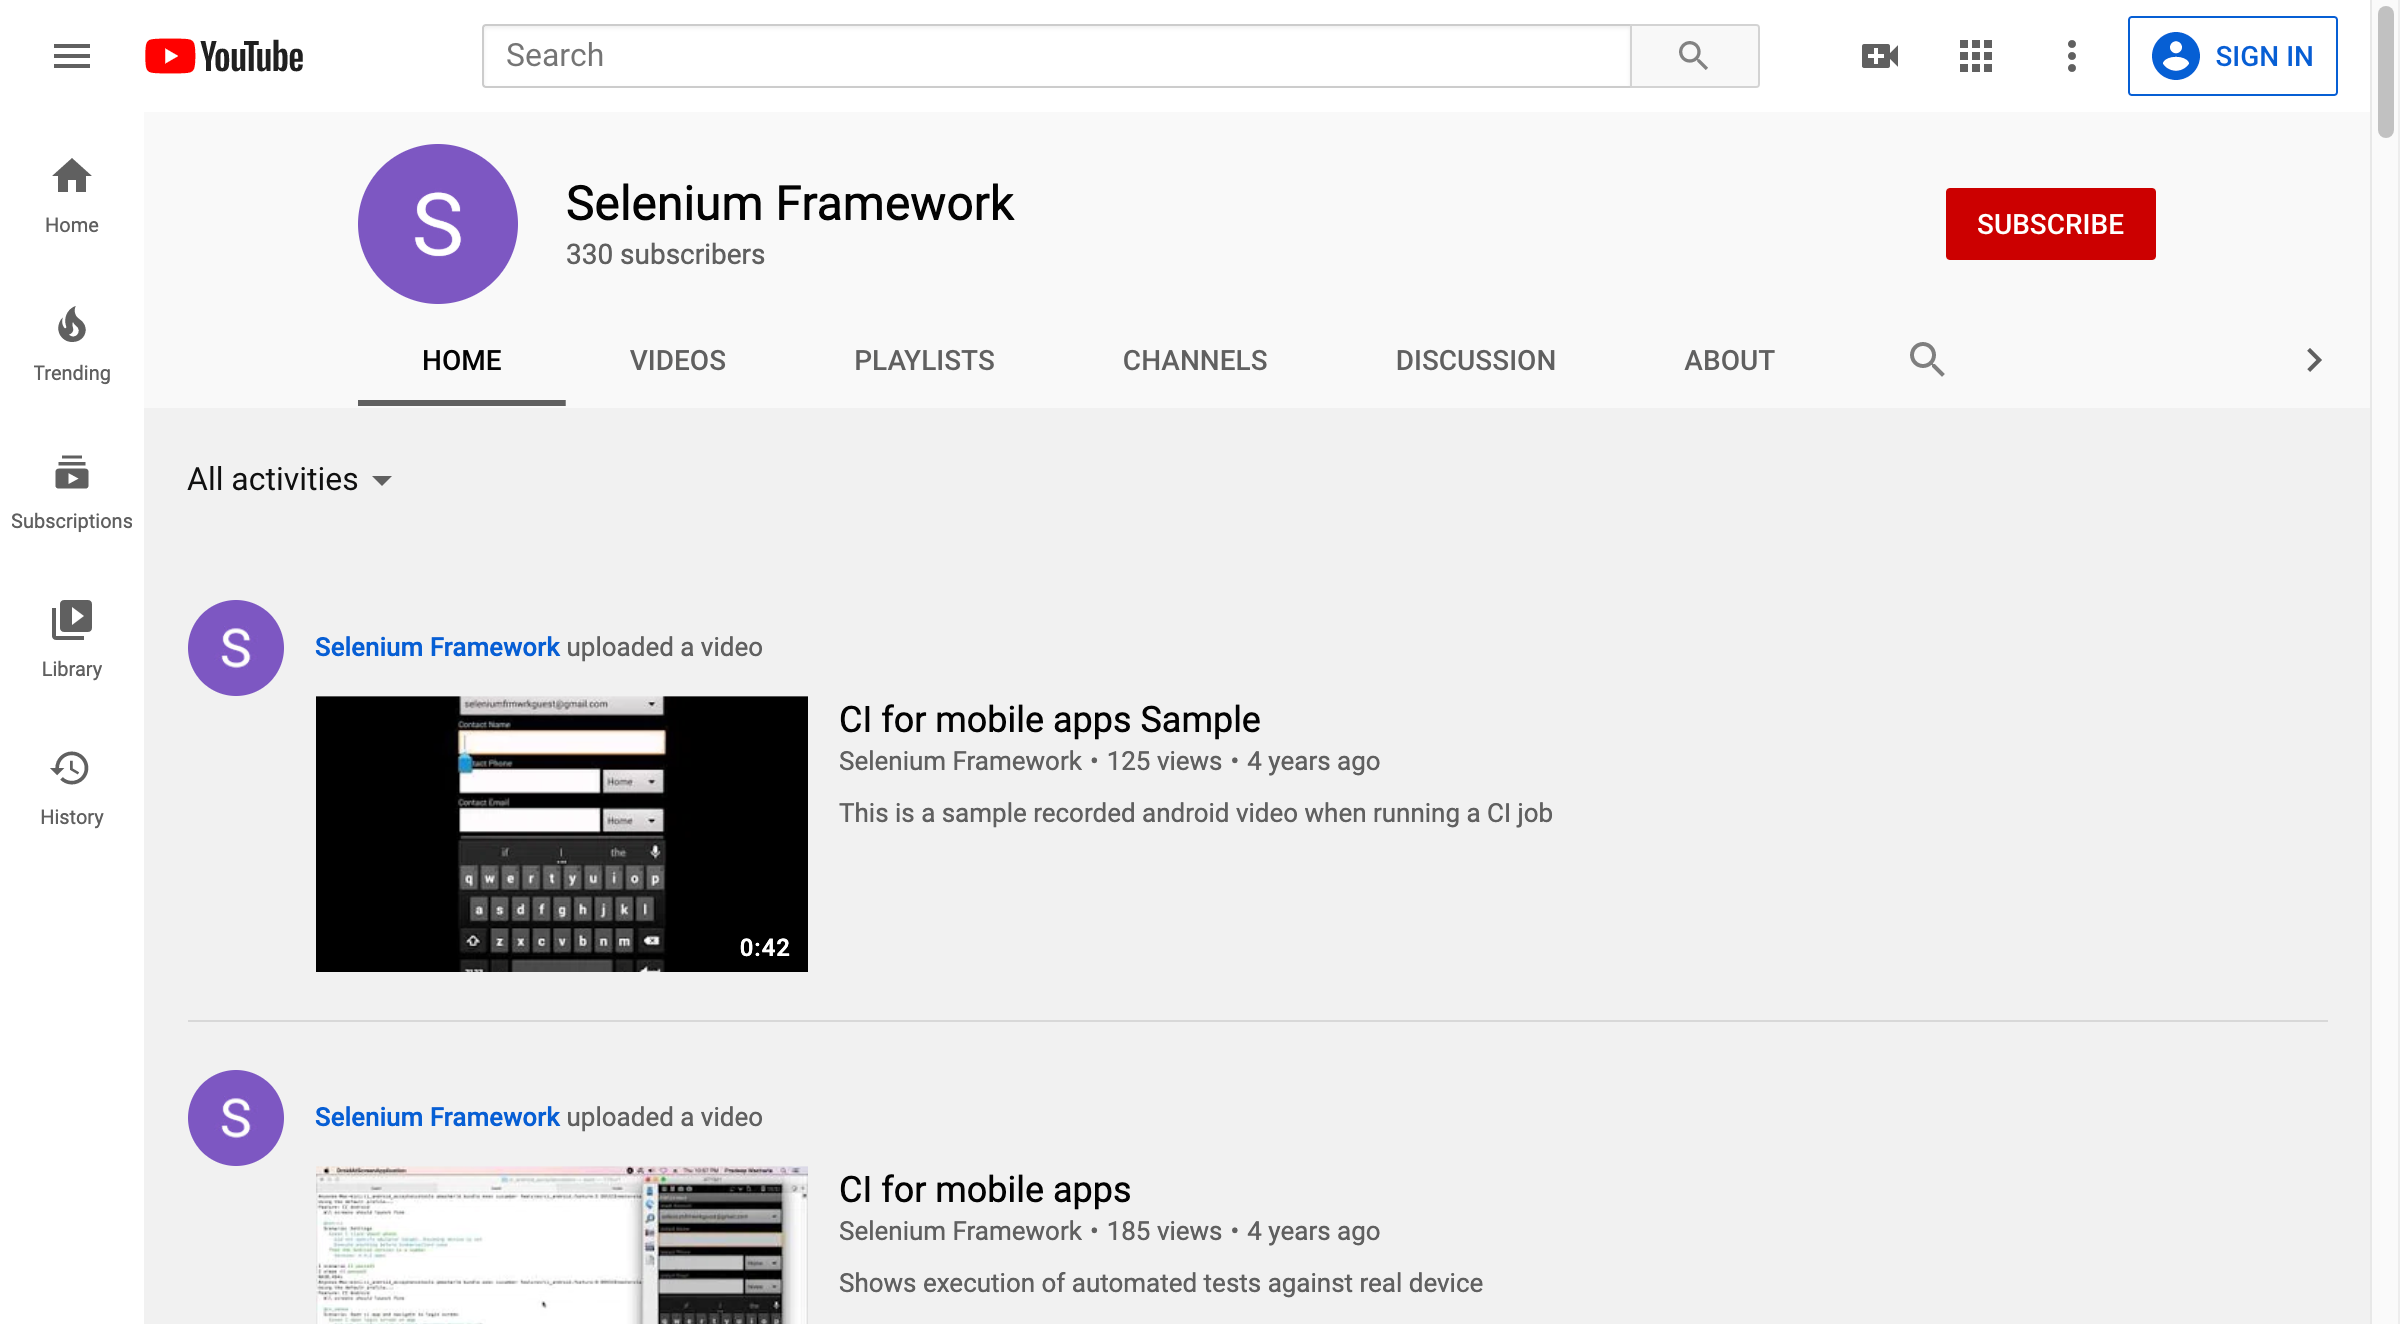 YouTube
Search
SIGN IN
Home
Trending
Subscriptions
Library
History
S
Selenium Framework
330 subscribers
SUBSCRIBE
HOME VIDEOS PLAYLISTS CHANNELS DISCUSSION ABOUT
All activities
S
Selenium Framework uploaded a video
seleniumfrmwrkguest@gmail.com
Contact Name
Contact Phone
Home
Contact Email
Home
if I the
q w e r t y u i o p
a s d f g h j k l
z x c v b n m
0:42
CI for mobile apps Sample
Selenium Framework • 125 views • 4 years ago
This is a sample recorded android video when running a CI job
S
Selenium Framework uploaded a video
CI for mobile apps
Selenium Framework • 185 views • 4 years ago
Shows execution of automated tests against real device